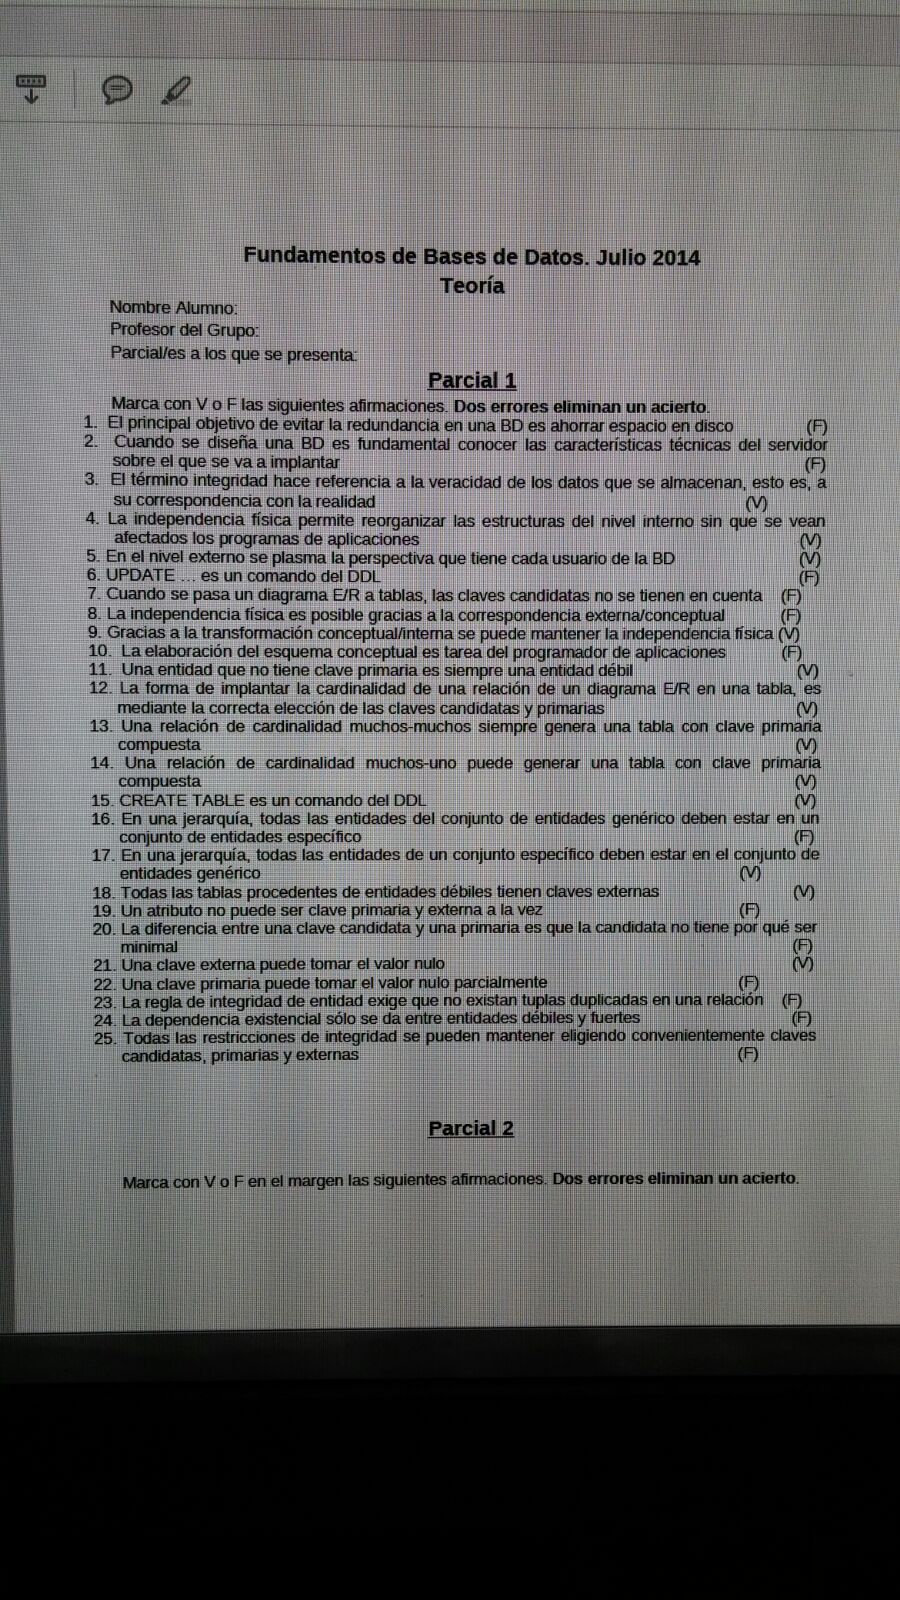 Fundamentos de Bases de Datos. Julio 2014
Teoría
Nombre Alumno:
Profesor del Grupo:
Parcial/es a los que se presenta:
Parcial 1
Marca con V o F las siguientes afirmaciones. Dos errores eliminan un acierto.
1. El principal objetivo de evitar la redundancia en una BD es ahorrar espacio en disco (F)
2. Cuando se diseña una BD es fundamental conocer las características técnicas del servidor
sobre el que se va a implantar (F)
3. El término integridad hace referencia a la veracidad de los datos que se almacenan, esto es, a
su correspondencia con la realidad (V)
4. La independencia física permite reorganizar las estructuras del nivel interno sin que se vean
afectados los programas de aplicaciones (V)
5. En el nivel externo se plasma la perspectiva que tiene cada usuario de la BD (V)
6. UPDATE ... es un comando del DDL (F)
7. Cuando se pasa un diagrama E/R a tablas, las claves candidatas no se tienen en cuenta (F)
8. La independencia física es posible gracias a la correspondencia externa/conceptual (F)
9. Gracias a la transformación conceptual/interna se puede mantener la independencia física (V)
10. La elaboración del esquema conceptual es tarea del programador de aplicaciones (F)
11. Una entidad que no tiene clave primaria es siempre una entidad débil (V)
12. La forma de implantar la cardinalidad de una relación de un diagrama E/R en una tabla, es
mediante la correcta elección de las claves candidatas y primarias (V)
13. Una relación de cardinalidad muchos-muchos siempre genera una tabla con clave primaria
compuesta (V)
14. Una relación de cardinalidad muchos-uno puede generar una tabla con clave primaria
compuesta (V)
15. CREATE TABLE es un comando del DDL (V)
16. En una jerarquía, todas las entidades del conjunto de entidades genérico deben estar en un
conjunto de entidades específico (F)
17. En una jerarquía, todas las entidades de un conjunto específico deben estar en el conjunto de
entidades genérico (V)
18. Todas las tablas procedentes de entidades débiles tienen claves externas (V)
19. Un atributo no puede ser clave primaria y externa a la vez (F)
20. La diferencia entre una clave candidata y una primaria es que la candidata no tiene por qué ser
minimal (F)
21. Una clave externa puede tomar el valor nulo (V)
22. Una clave primaria puede tomar el valor nulo parcialmente (F)
23. La regla de integridad de entidad exige que no existan tuplas duplicadas en una relación (F)
24. La dependencia existencial sólo se da entre entidades débiles y fuertes (F)
25. Todas las restricciones de integridad se pueden mantener eligiendo convenientemente claves
candidatas, primarias y externas (F)
Parcial 2
Marca con V o F en el margen las siguientes afirmaciones. Dos errores eliminan un acierto.